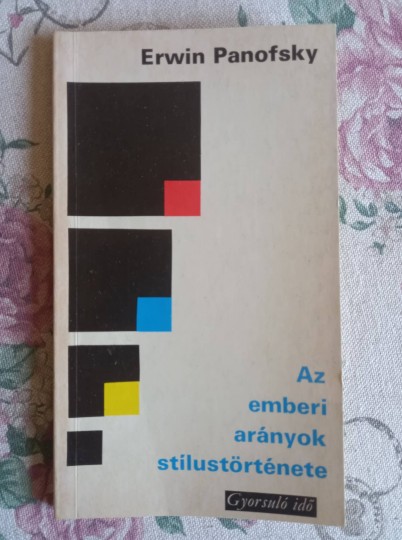 Erwin Panofsky
Az
emberi
arányok
stílustörténete
Gyorsuló idő